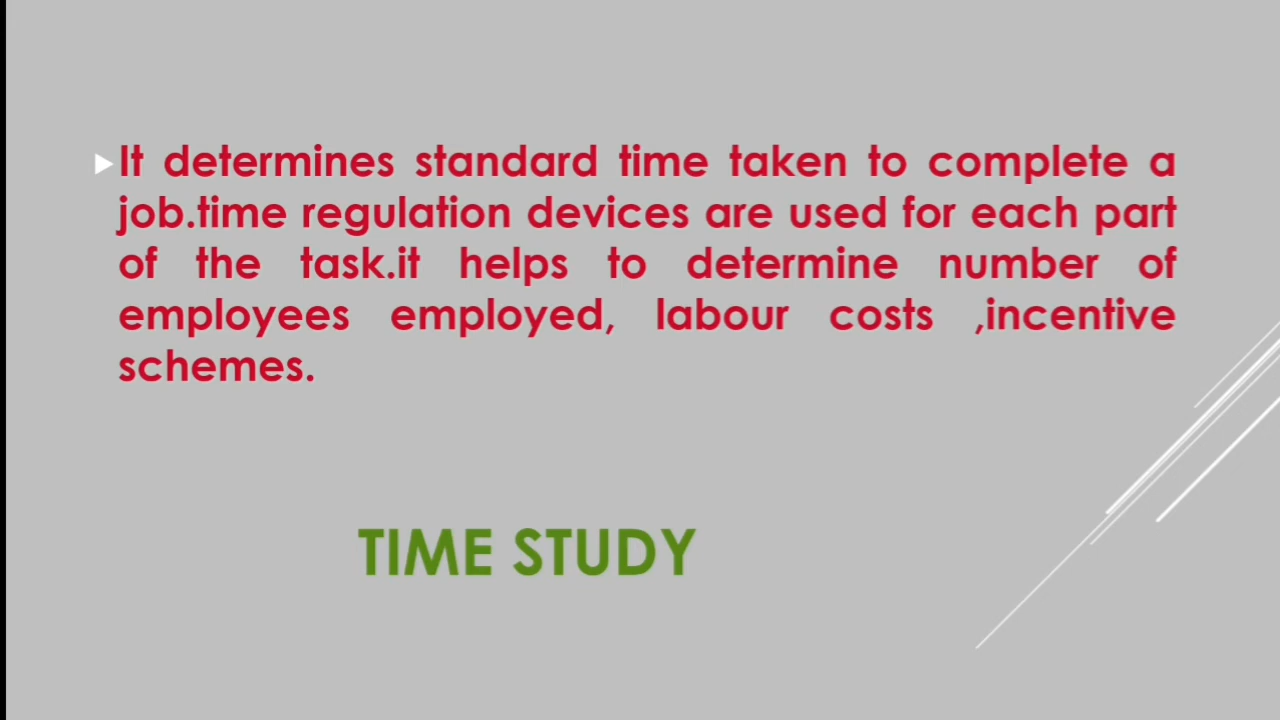 It determines standard time taken to complete a
job.time regulation devices are used for each part
of the task.it helps to determine number of
employees employed, labour costs ,incentive
schemes.
TIME STUDY